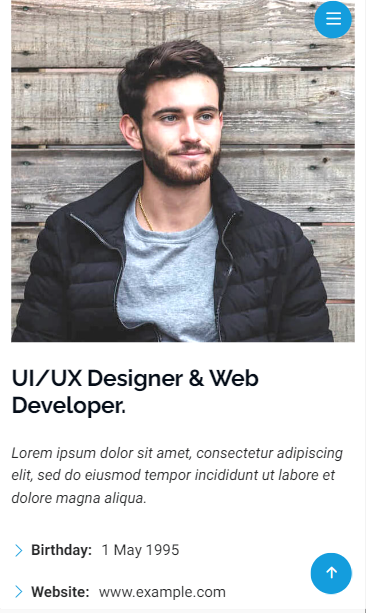 UI/UX Designer & Web
Developer.
Lorem ipsum dolor sit amet, consectetur adipiscing
elit, sed do eiusmod tempor incididunt ut labore et
dolore magna aliqua.
Birthday: 1 May 1995
Website: www.example.com